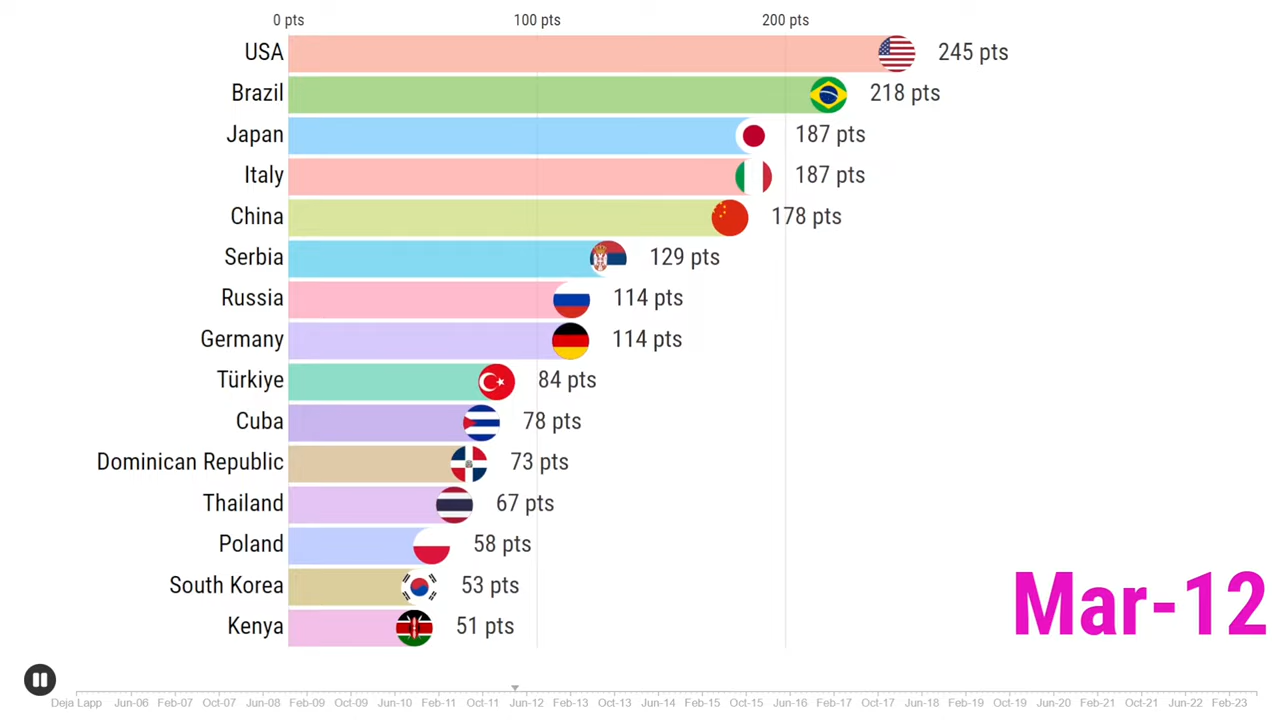 0 pts 100 pts 200 pts
USA 245 pts
Brazil 218 pts
Japan 187 pts
Italy 187 pts
China 178 pts
Serbia 129 pts
Russia 114 pts
Germany 114 pts
Türkiye 84 pts
Cuba 78 pts
Dominican Republic 73 pts
Thailand 67 pts
Poland 58 pts
South Korea 53 pts
Kenya 51 pts
Mar-12
Deja Lapp Jun-06 Feb-07 Oct-07 Jun-08 Feb-09 Oct-09 Jun-10 Feb-11 Oct-11 Jun-12 Feb-13 Oct-13 Jun-14 Feb-15 Oct-15 Jun-16 Feb-17 Oct-17 Jun-18 Feb-19 Oct-19 Jun-20 Feb-21 Oct-21 Jun-22 Feb-23